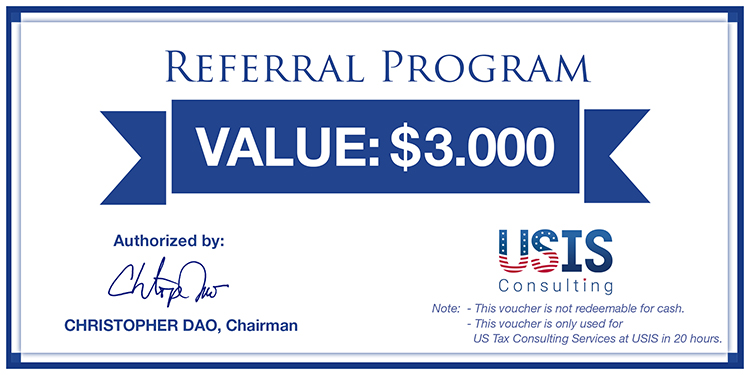 REFERRAL PROGRAM
VALUE: $3.000
Authorized by:
CHRISTOPHER DAO, Chairman
USIS
Consulting
Note: - This voucher is not redeemable for cash.
- This voucher is only used for
US Tax Consulting Services at USIS in 20 hours.